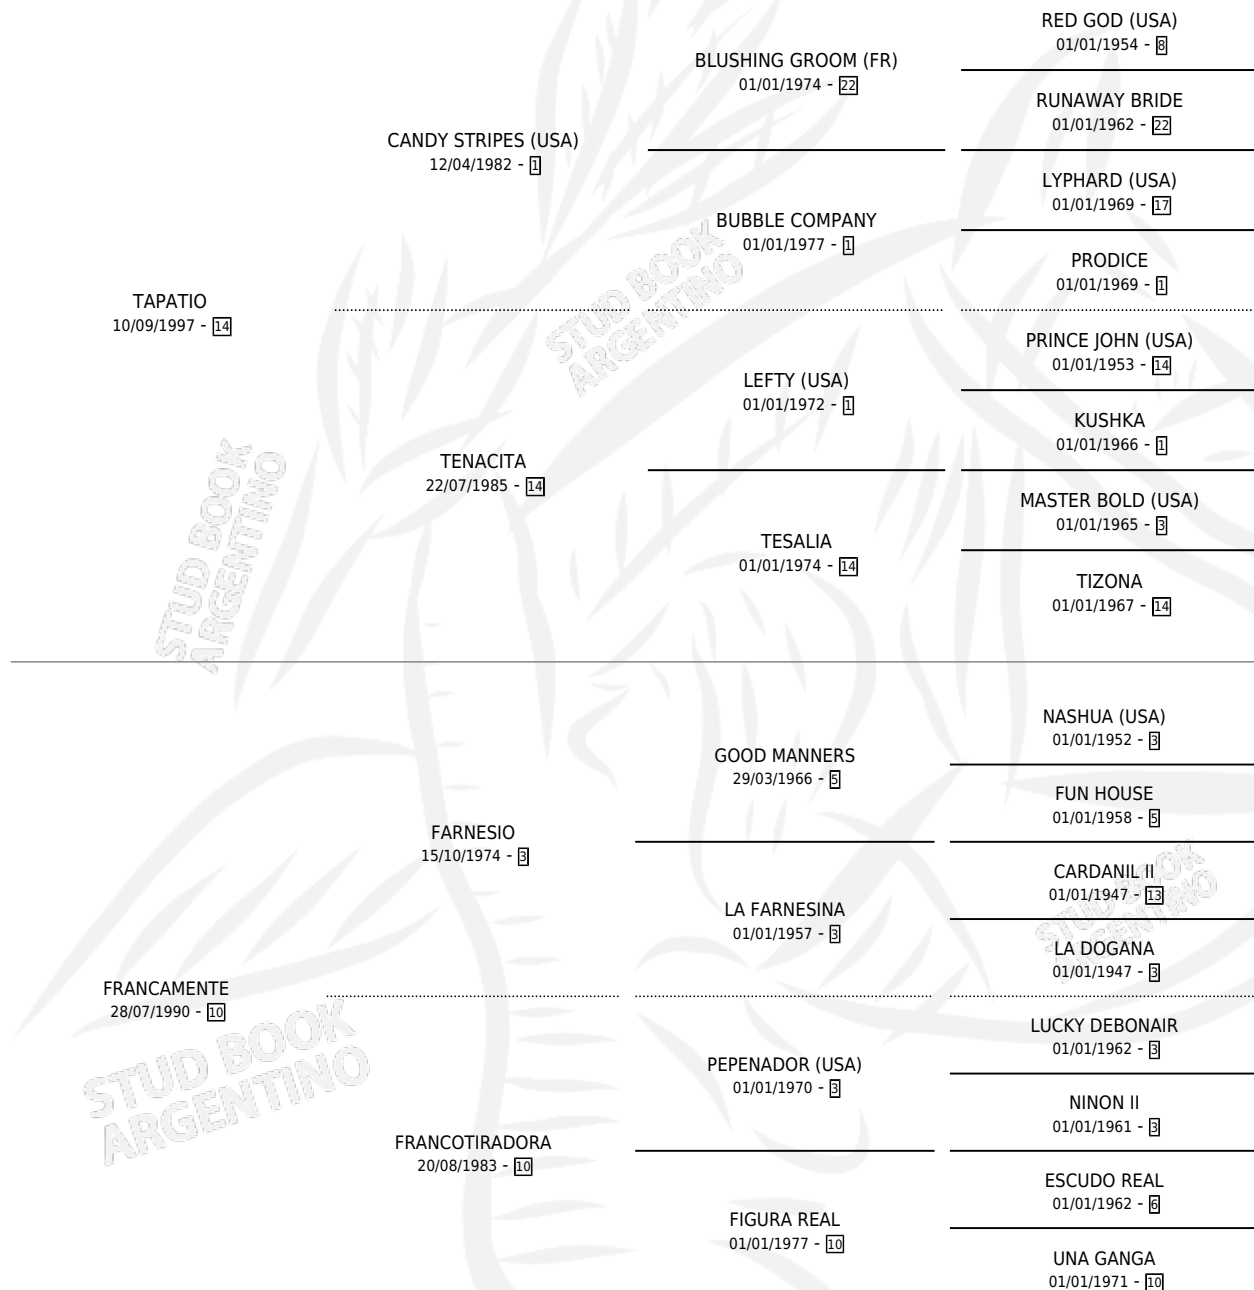 RED GOD (USA)
01/01/1954 - 8
BLUSHING GROOM (FR)
01/01/1974 - 22
RUNAWAY BRIDE
01/01/1962 - 22
CANDY STRIPES (USA)
12/04/1982 - 1
LYPHARD (USA)
01/01/1969 - 17
BUBBLE COMPANY
01/01/1977 - 1
PRODICE
01/01/1969 - 1
TAPATIO
10/09/1997 - 14
STUD BOOK
ARGENTINO
PRINCE JOHN (USA)
01/01/1953 - 14
LEFTY (USA)
01/01/1972 - 1
KUSHKA
01/01/1966 - 1
TENACITA
22/07/1985 - 14
MASTER BOLD (USA)
01/01/1965 - 3
TESALIA
01/01/1974 - 14
TIZONA
01/01/1967 - 14
STUD BOOK
ARGENTINO
NASHUA (USA)
01/01/1952 - 3
GOOD MANNERS
29/03/1966 - 5
FUN HOUSE
01/01/1958 - 5
FARNESIO
15/10/1974 - 3
CARDANIL II
01/01/1947 - 13
LA FARNESINA
01/01/1957 - 3
STUD BOOK
ARGENTINO
LA DOGANA
01/01/1947 - 3
FRANCAMENTE
28/07/1990 - 10
STUD BOOK
ARGENTINO
LUCKY DEBONAIR
01/01/1962 - 3
PEPENADOR (USA)
01/01/1970 - 3
NINON II
01/01/1961 - 3
FRANCOTIRADORA
20/08/1983 - 10
ESCUDO REAL
01/01/1962 - 6
FIGURA REAL
01/01/1977 - 10
UNA GANGA
01/01/1971 - 10